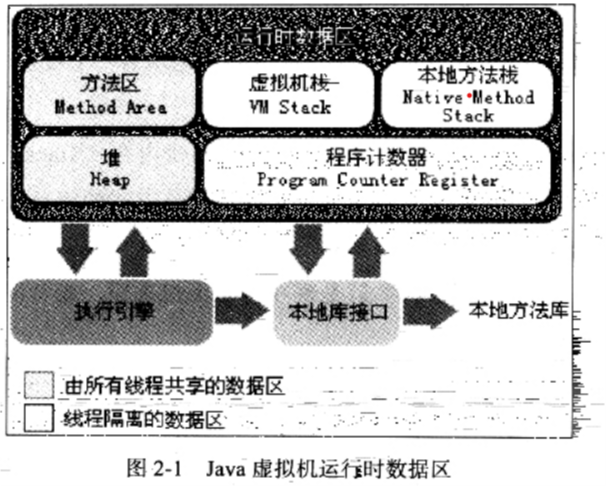 运行时数据区
方法区
Method Area
虚拟机栈
VM Stack
本地方法栈
Native Method
Stack
堆
Heap
程序计数器
Program Counter Register
执行引擎
本地库接口
本地方法库
由所有线程共享的数据区
线程隔离的数据区
图 2-1 Java 虚拟机运行时数据区